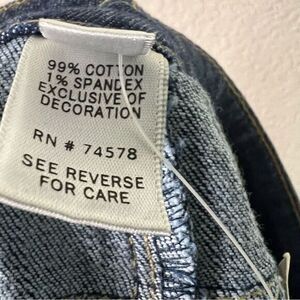 99% COTTON
1% SPANDEX
EXCLUSIVE OF
DECORATION
RN # 74578
SEE REVERSE
FOR CARE